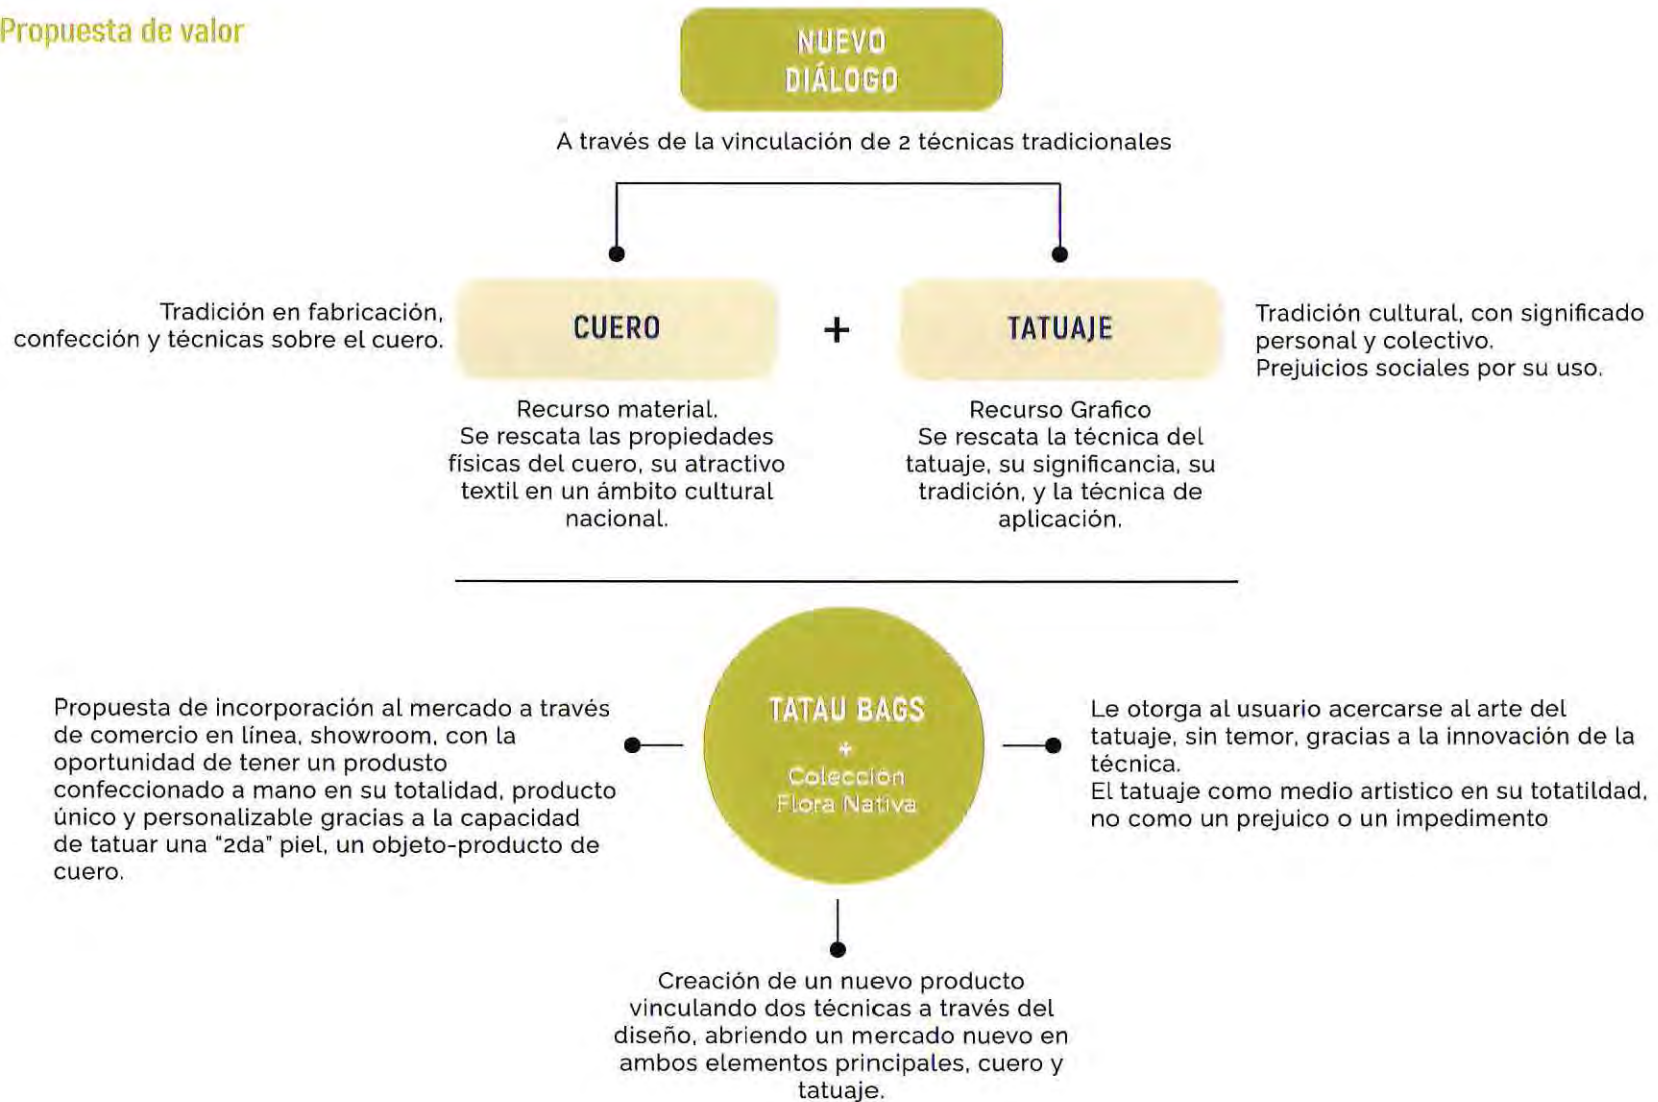 Propuesta de valor
NUEVO
DIÁLOGO
A través de la vinculación de 2 técnicas tradicionales
Tradición en fabricación,
confección y técnicas sobre el cuero.
CUERO
+
TATUAJE
Tradición cultural, con significado
personal y colectivo.
Prejuicios sociales por su uso.
Recurso material.
Se rescata las propiedades
físicas del cuero, su atractivo
textil en un ámbito cultural
nacional.
Recurso Grafico
Se rescata la técnica del
tatuaje, su significancia, su
tradición, y la técnica de
aplicación.
Propuesta de incorporación al mercado a través
de comercio en línea, showroom, con la
oportunidad de tener un produsto
confeccionado a mano en su totalidad, producto
único y personalizable gracias a la capacidad
de tatuar una "2da" piel, un objeto-producto de
cuero.
TATAU BAGS
+
Colección
Flora Nativa
Le otorga al usuario acercarse al arte del
tatuaje, sin temor, gracias a la innovación de la
técnica.
El tatuaje como medio artistico en su totatildad,
no como un prejuico o un impedimento
Creación de un nuevo producto
vinculando dos técnicas a través del
diseño, abriendo un mercado nuevo en
ambos elementos principales, cuero y
tatuaje.